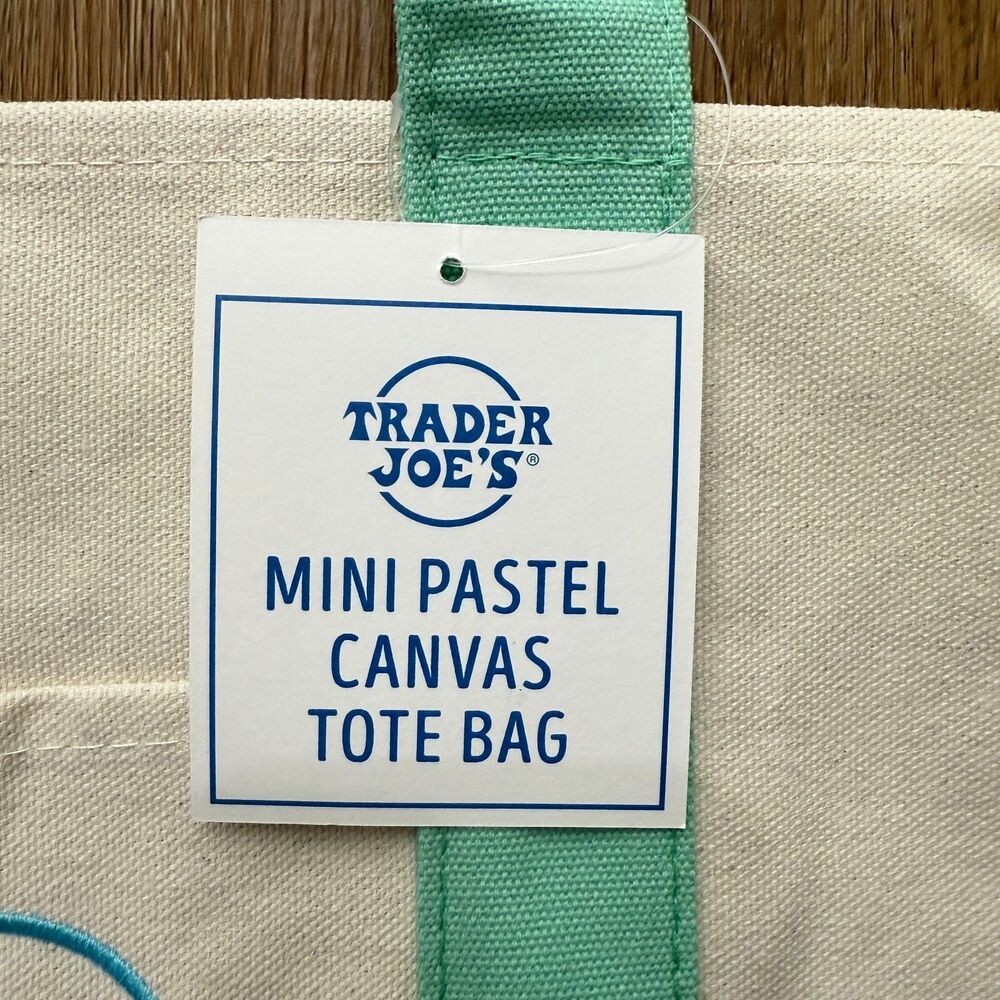 TRADER
JOE'S®
MINI PASTEL
CANVAS
TOTE BAG